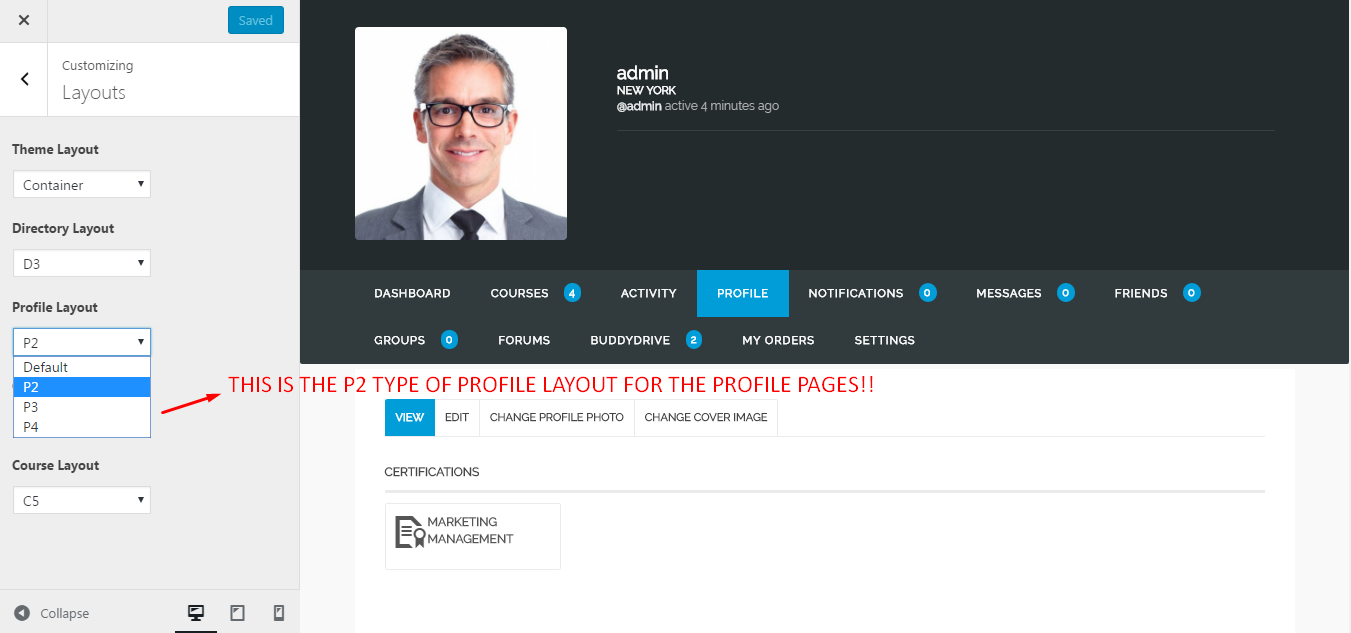 Saved
Customizing
Layouts
Theme Layout
Container
Directory Layout
D3
Profile Layout
P2
Default
P2
P3
P4
Course Layout
C5
Collapse
admin
NEW YORK
@admin active 4 minutes ago
DASHBOARD COURSES 4 ACTIVITY PROFILE NOTIFICATIONS 0 MESSAGES 0 FRIENDS 0
GROUPS 0 FORUMS BUDDYDRIVE 2 MY ORDERS SETTINGS
THIS IS THE P2 TYPE OF PROFILE LAYOUT FOR THE PROFILE PAGES!!
VIEW EDIT CHANGE PROFILE PHOTO CHANGE COVER IMAGE
CERTIFICATIONS
MARKETING
MANAGEMENT